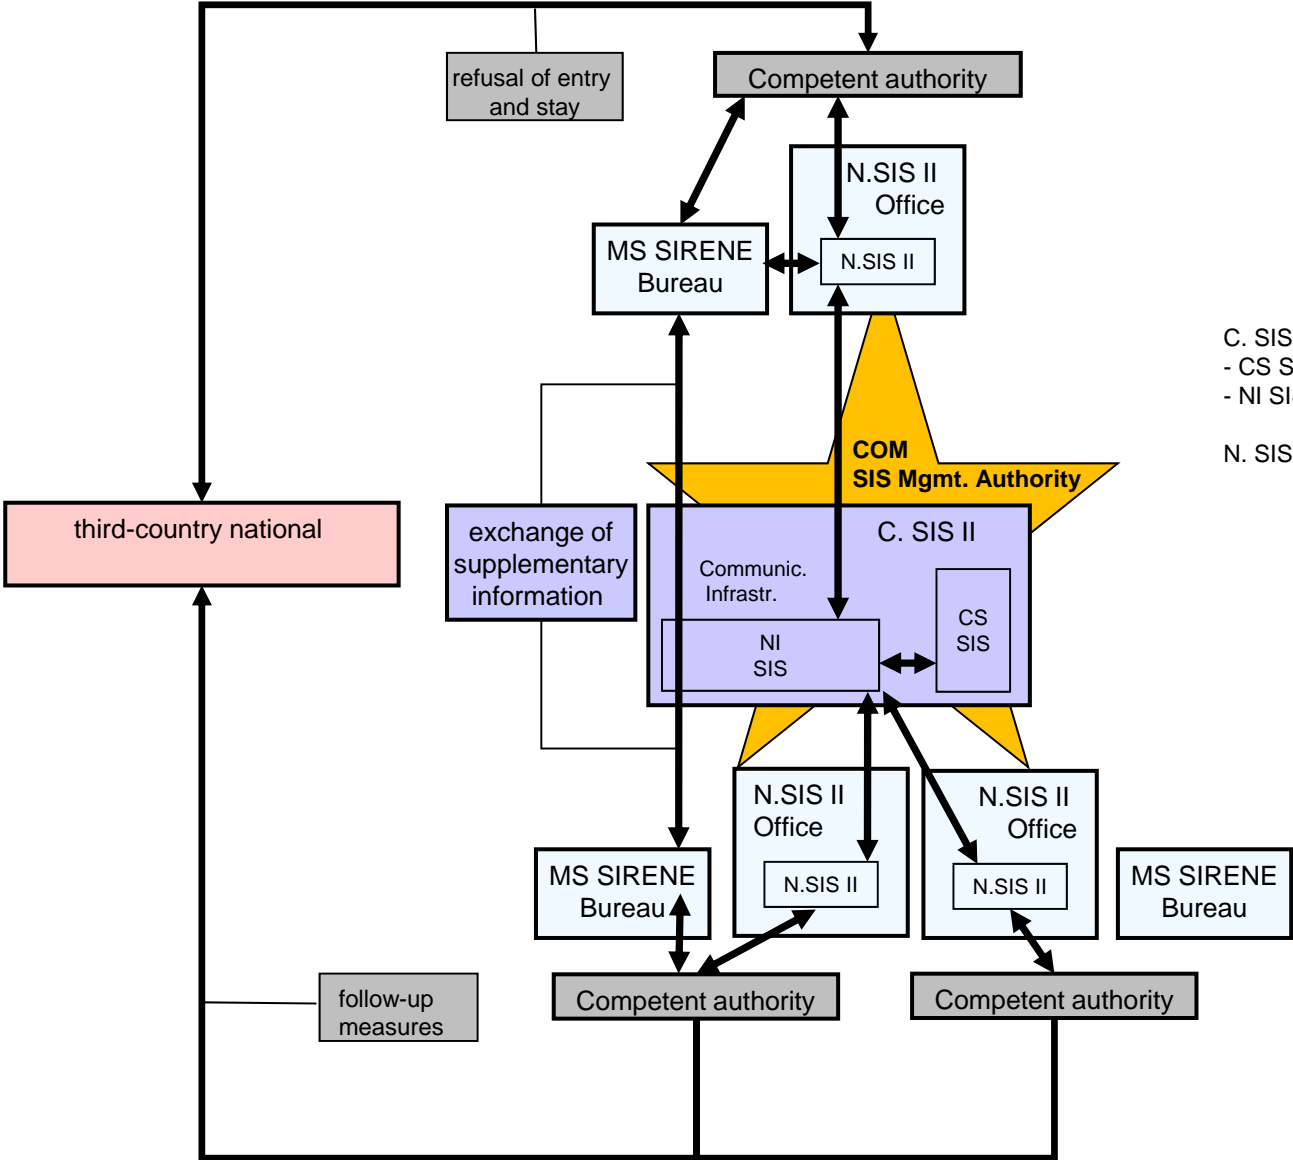 refusal of entry
and stay
Competent authority
N.SIS II
Office
MS SIRENE
Bureau
N.SIS II
C. SIS
- CS
- NI
N. SIS
COM
SIS Mgmt. Authority
third-country national
exchange of
supplementary
information
C. SIS II
Communic.
Infrastr.
NI
SIS
CS
SIS
N.SIS II
Office
N.SIS II
Office
MS SIRENE
Bureau
N.SIS II
N.SIS II
MS SIRENE
Bureau
follow-up
measures
Competent authority
Competent authority